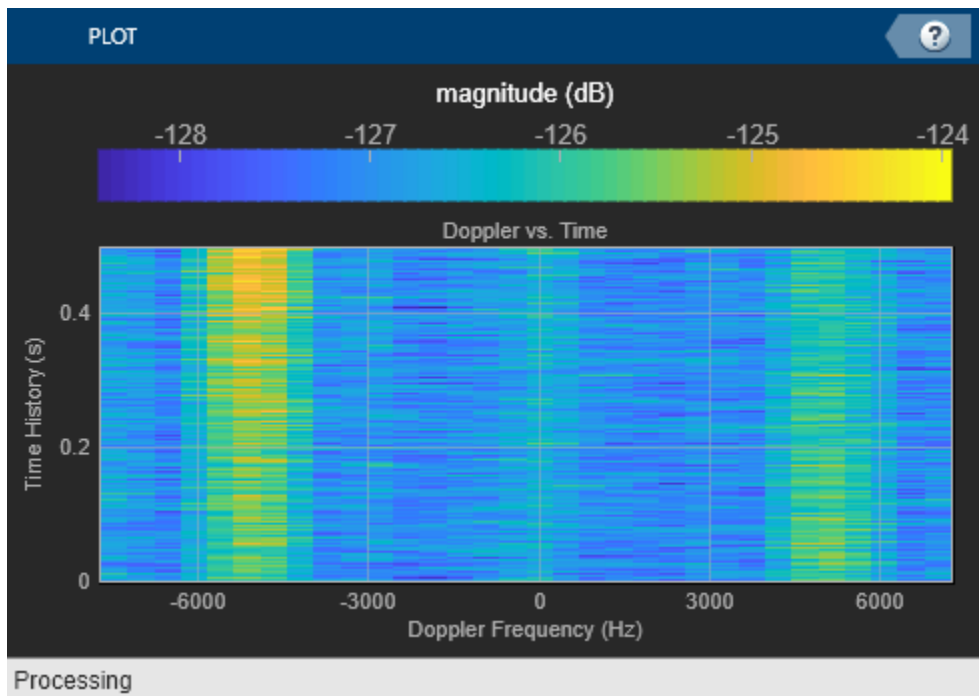 PLOT
?
magnitude (dB)
-128 -127 -126 -125 -124
Doppler vs. Time
0.4
0.2
0
Time History (s)
-6000 -3000 0 3000 6000
Doppler Frequency (Hz)
Processing